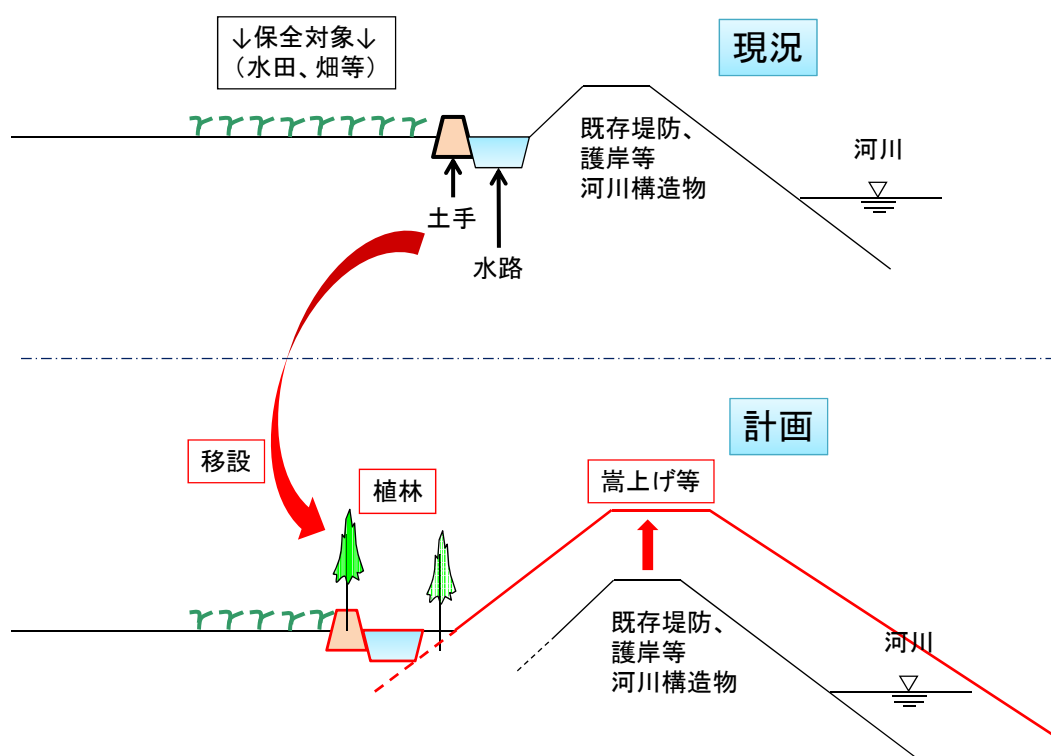 ↓保全対象↓
（水田、畑等）
現況
既存堤防、
護岸等
河川構造物
河川
土手
水路
計画
移設
植林
嵩上げ等
既存堤防、
護岸等
河川構造物
河川